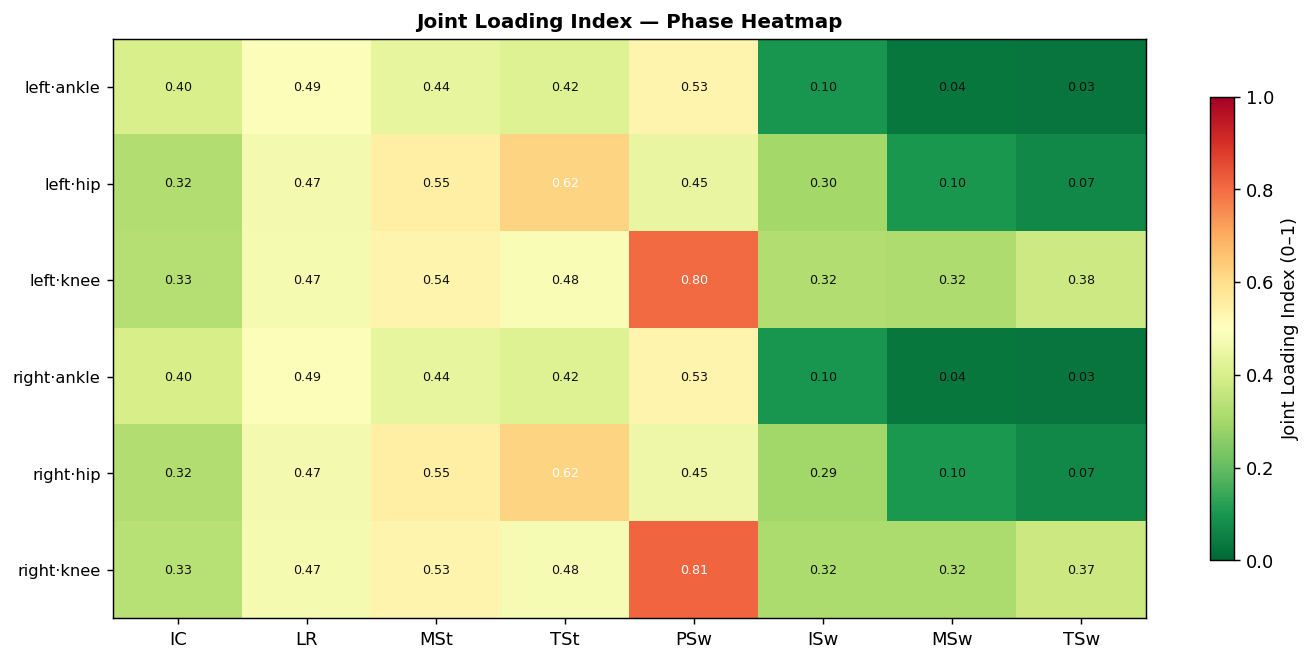 Joint Loading Index — Phase Heatmap
left·ankle 0.40 0.49 0.44 0.42 0.53 0.10 0.04 0.03
left·hip 0.32 0.47 0.55 0.62 0.45 0.30 0.10 0.07
left·knee 0.33 0.47 0.54 0.48 0.80 0.32 0.32 0.38
right·ankle 0.40 0.49 0.44 0.42 0.53 0.10 0.04 0.03
right·hip 0.32 0.47 0.55 0.62 0.45 0.29 0.10 0.07
right·knee 0.33 0.47 0.53 0.48 0.81 0.32 0.32 0.37
IC LR MSt TSt PSw ISw MSw TSw
1.0
0.8
0.6
0.4
0.2
0.0
Joint Loading Index (0–1)